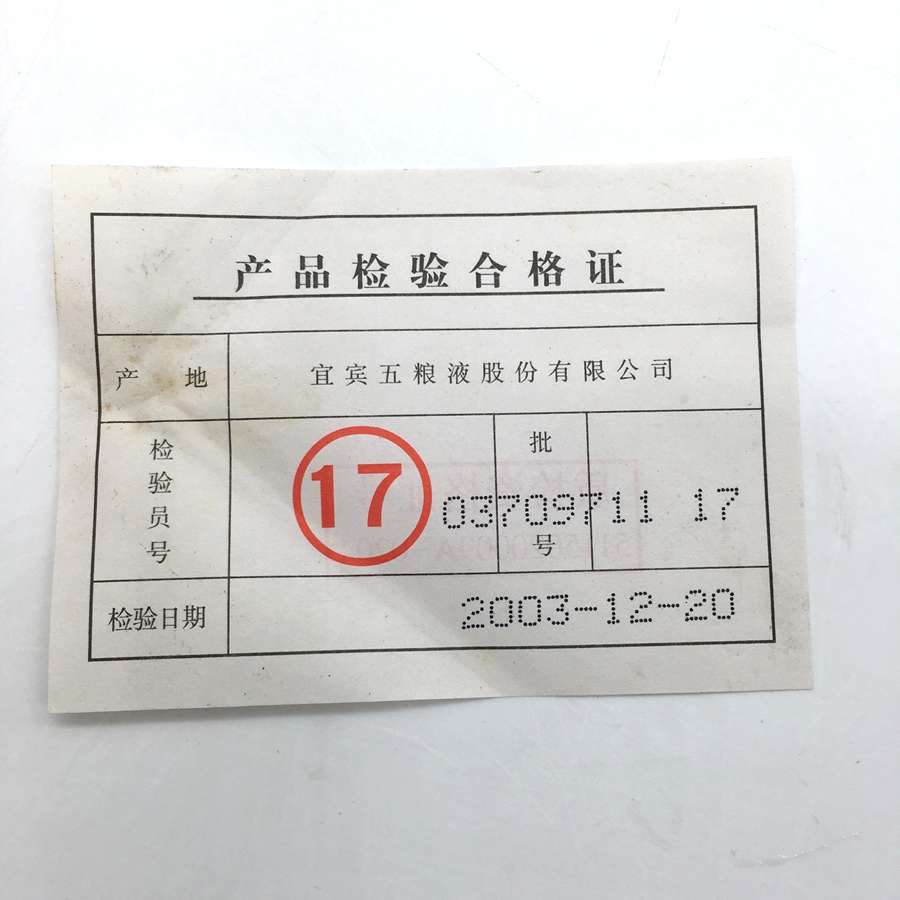 产品检验合格证
产 地 宜宾五粮液股份有限公司
检验员号 17 批号 03709711 17
检验日期 2003-12-20